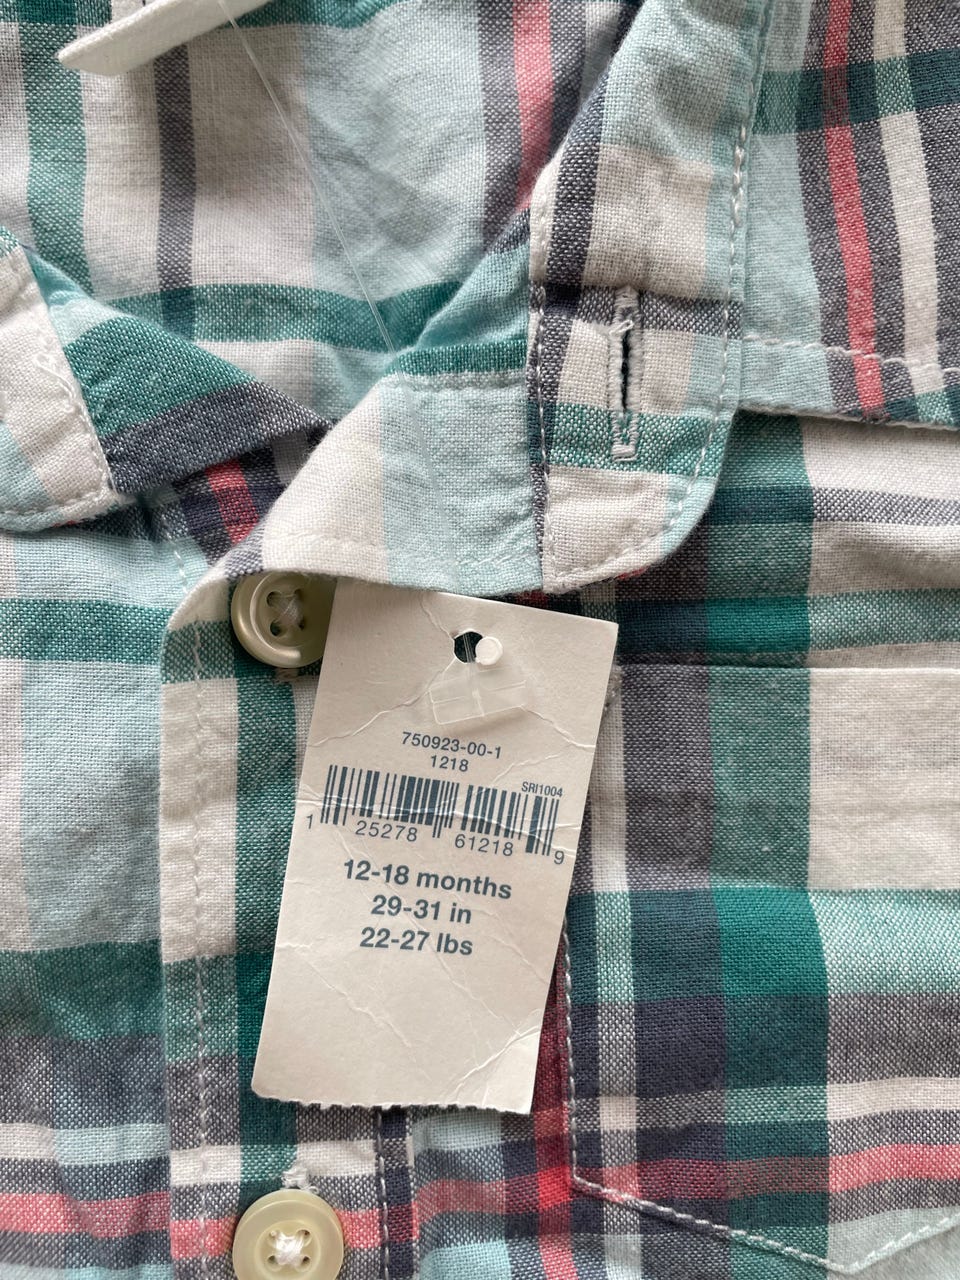 750923-00-1
1218
SRI1004
1 25278 61218 9
12-18 months
29-31 in
22-27 lbs